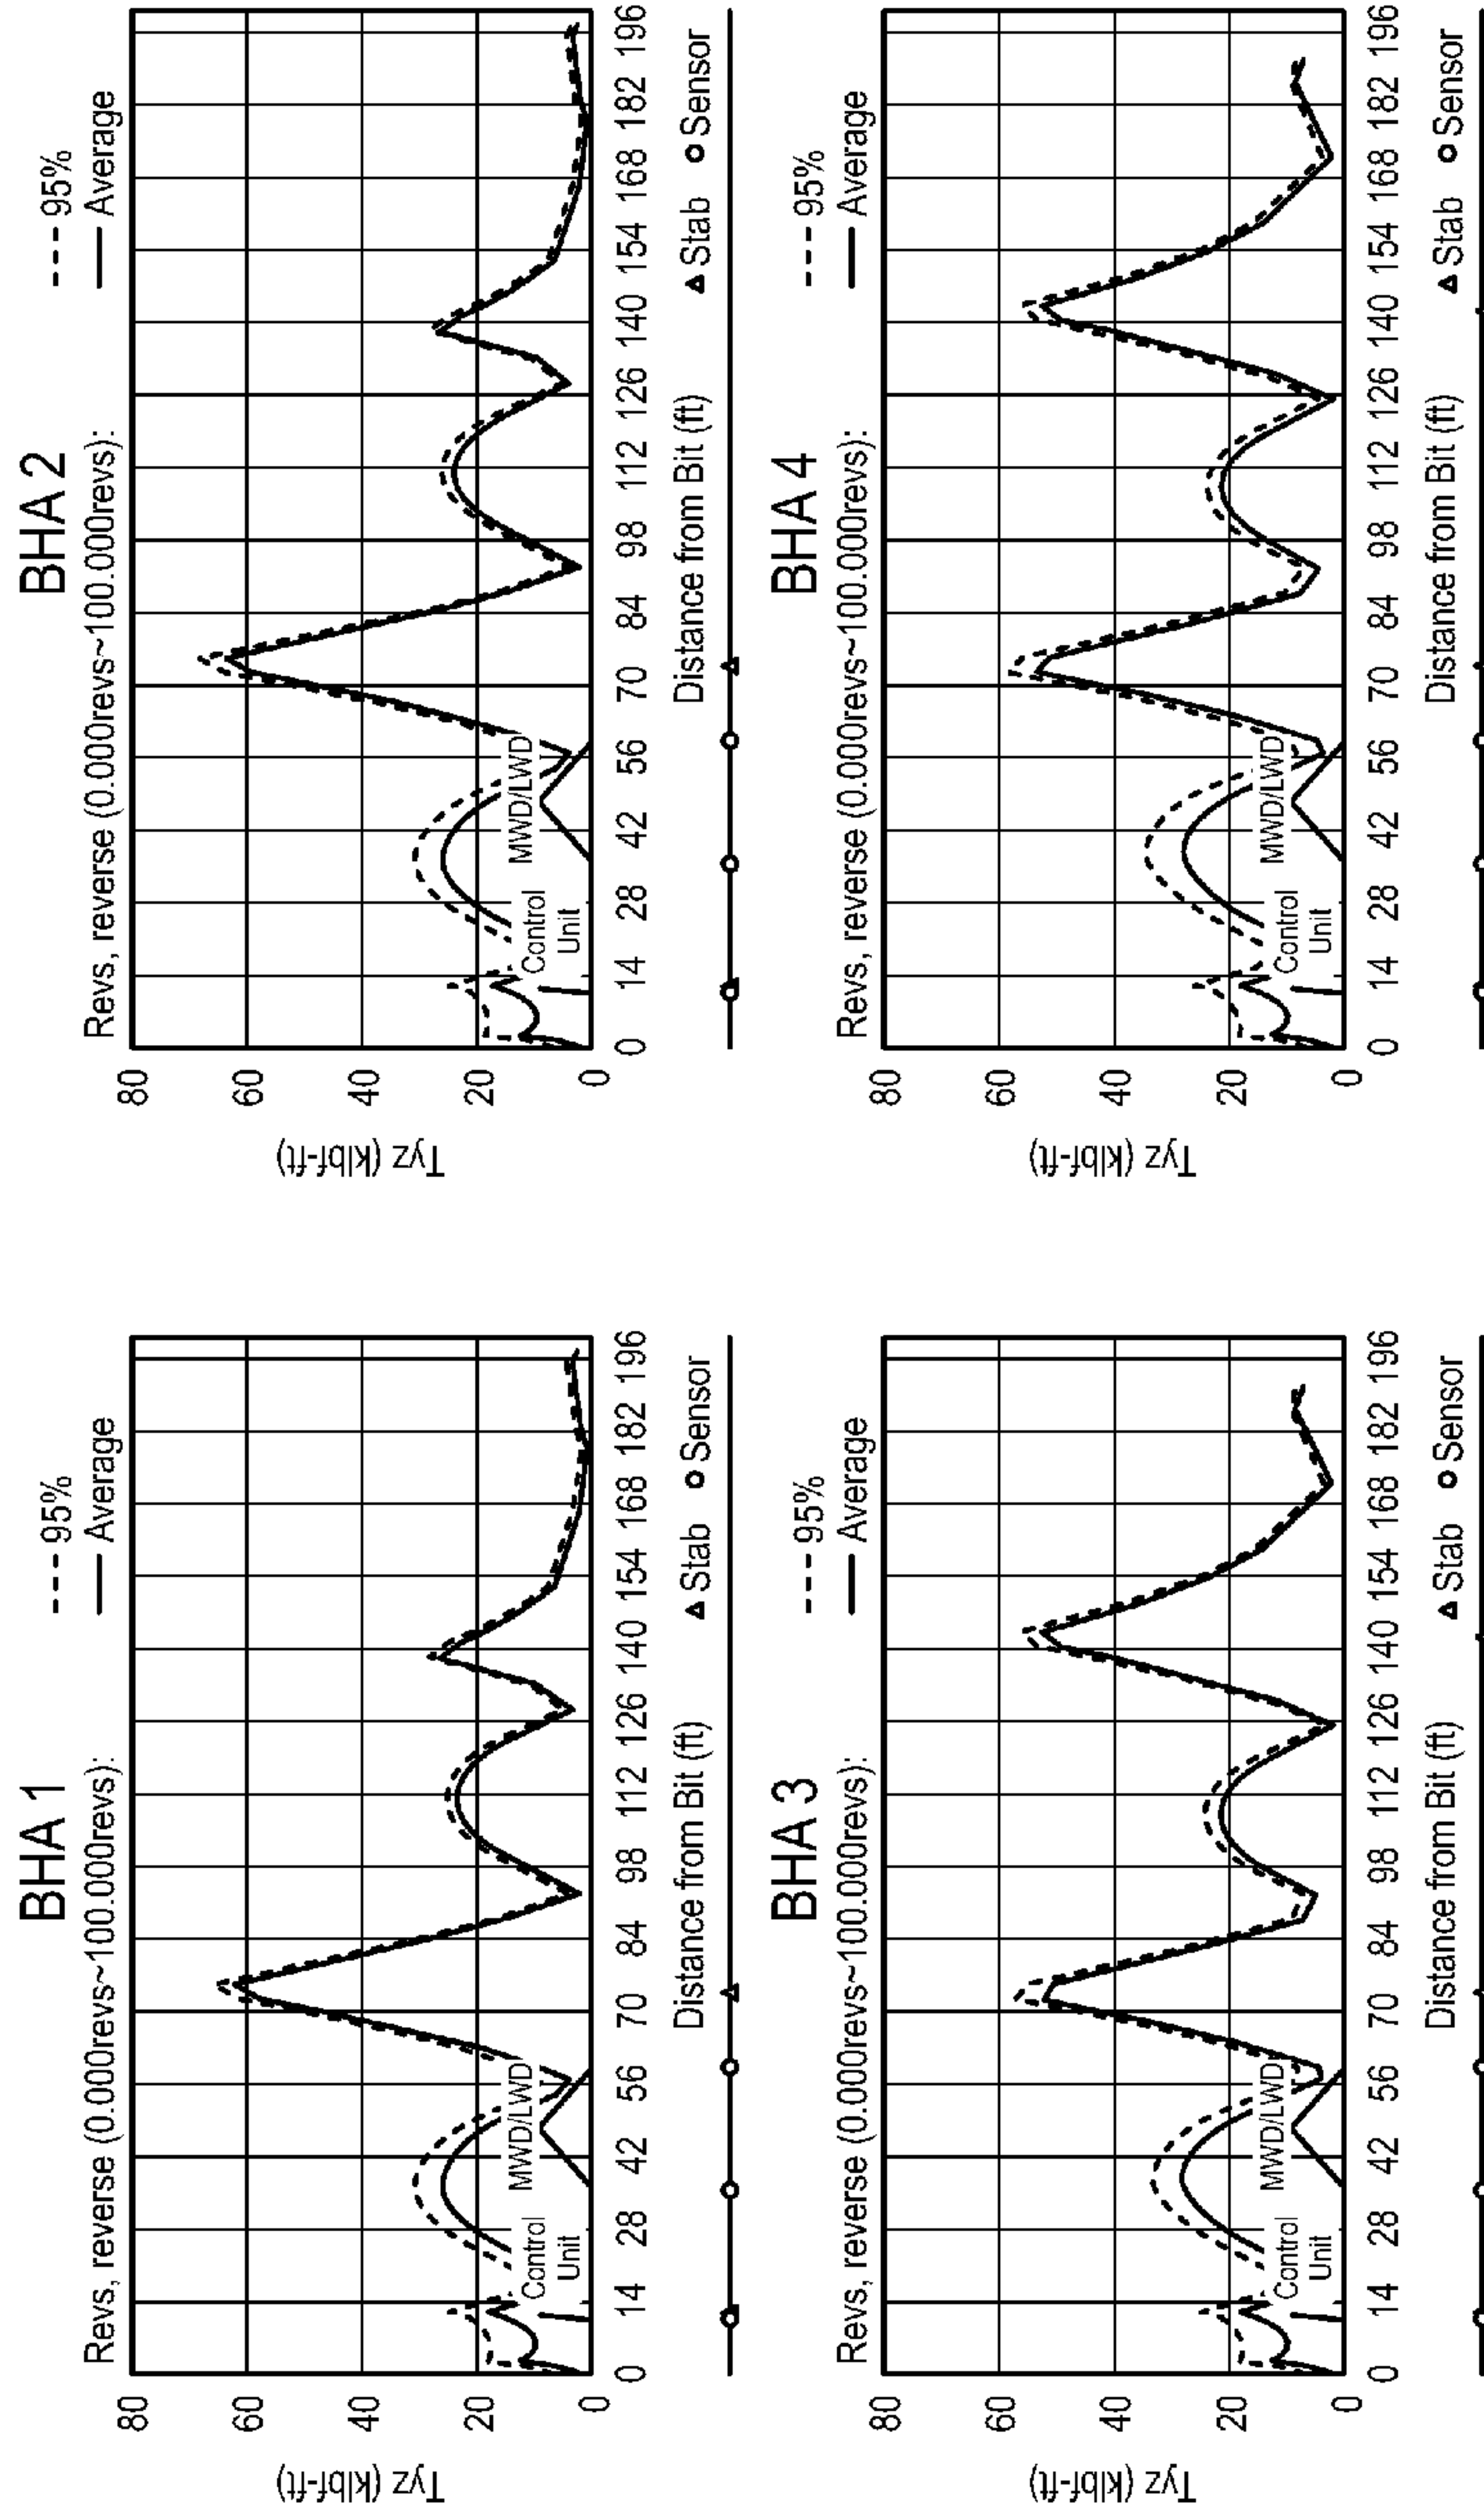 BHA 1
Revs, reverse (0.000revs~100.000revs):
--- 95%
— Average
Tyz (klbf-ft)
80
60
40
20
0
Control
Unit
MWD/LWD
0 14 28 42 56 70 84 98 112 126 140 154 168 182 196
Distance from Bit (ft)
Stab
Sensor
BHA 2
Revs, reverse (0.000revs~100.000revs):
--- 95%
— Average
Tyz (klbf-ft)
80
60
40
20
0
Control
Unit
MWD/LWD
0 14 28 42 56 70 84 98 112 126 140 154 168 182 196
Distance from Bit (ft)
Stab
Sensor
BHA 3
Revs, reverse (0.000revs~100.000revs):
--- 95%
— Average
Tyz (klbf-ft)
80
60
40
20
0
Control
Unit
MWD/LWD
0 14 28 42 56 70 84 98 112 126 140 154 168 182 196
Distance from Bit (ft)
Stab
Sensor
BHA 4
Revs, reverse (0.000revs~100.000revs):
--- 95%
— Average
Tyz (klbf-ft)
80
60
40
20
0
Control
Unit
MWD/LWD
0 14 28 42 56 70 84 98 112 126 140 154 168 182 196
Distance from Bit (ft)
Stab
Sensor